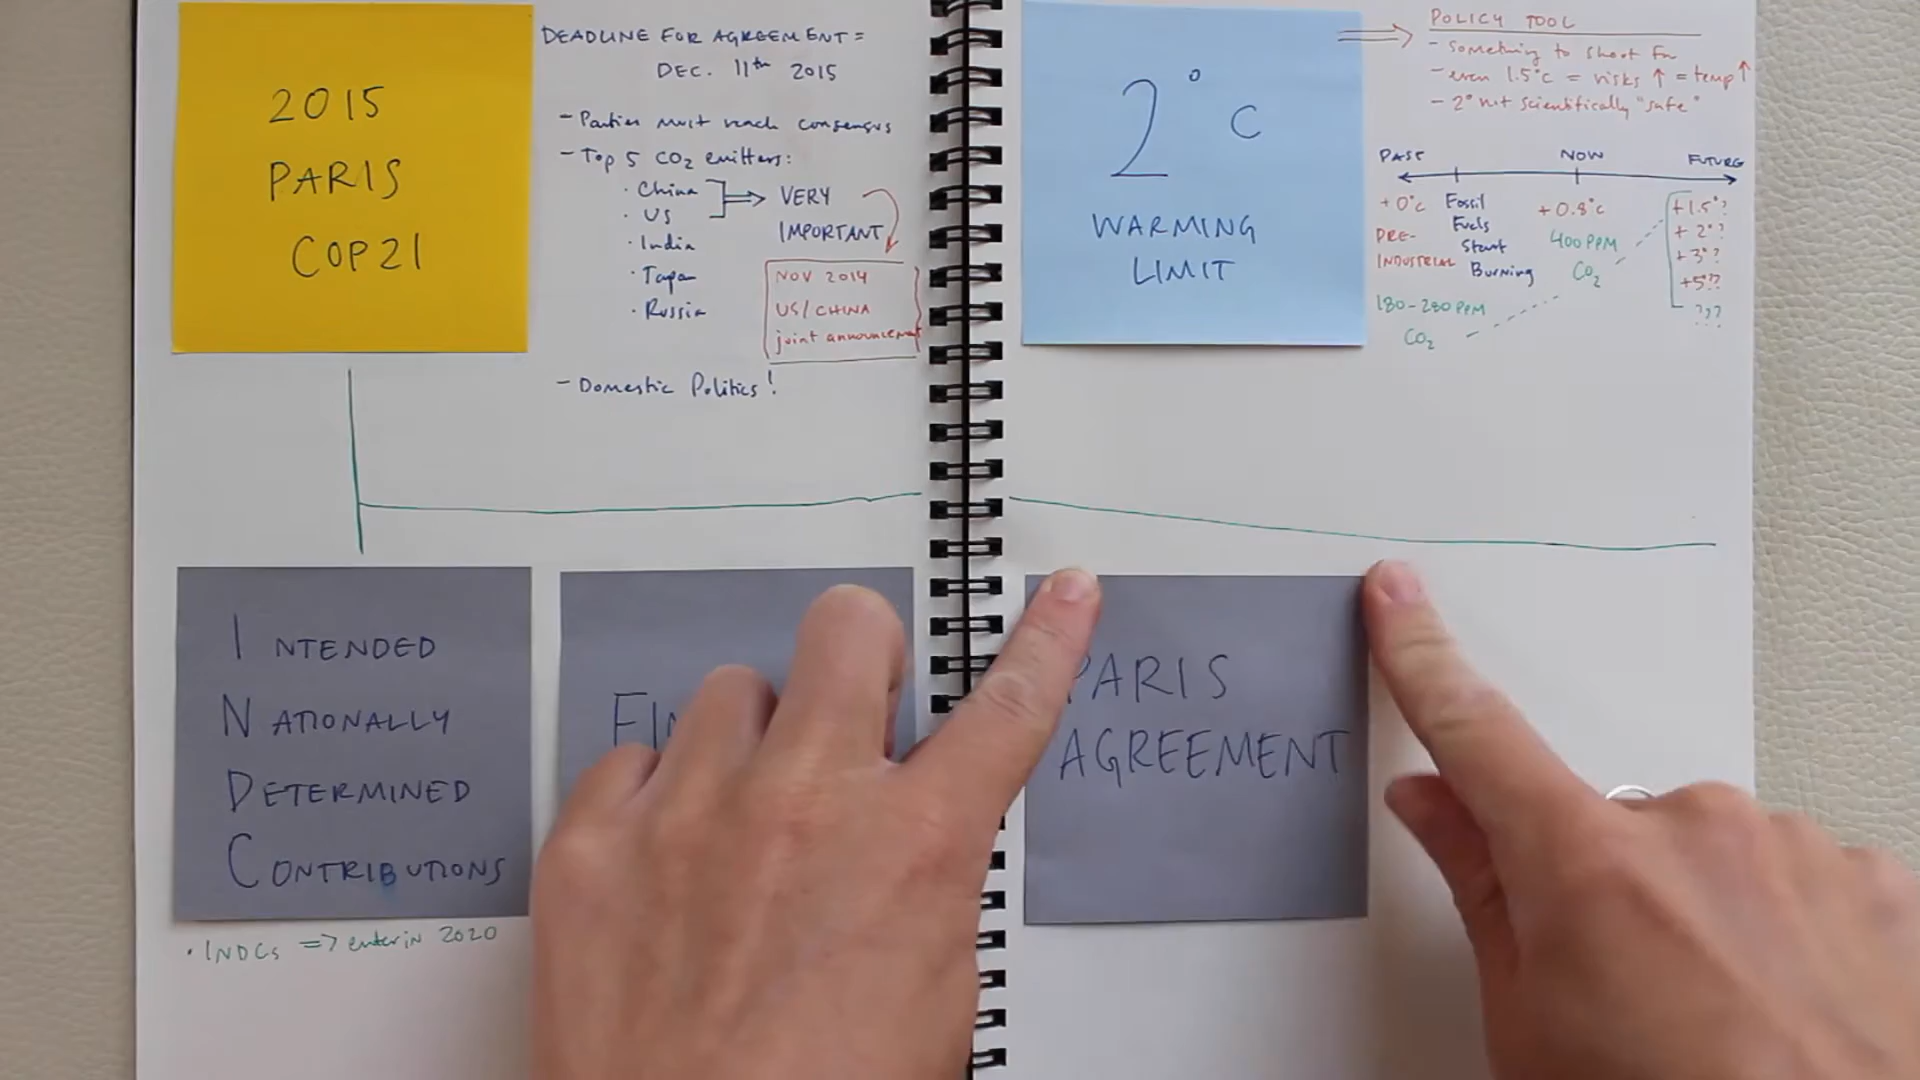 2015
PARIS
COP21
DEADLINE FOR AGREEMENT =
DEC. 11th 2015
- Parties must reach consensus
- Top 5 CO2 emitters:
· China
· US
· India
· Japan
· Russia
VERY
IMPORTANT
NOV 2014
US/CHINA
joint announcement
- Domestic Politics!
2°C
WARMING
LIMIT
POLICY TOOL
- something to shoot for
- even 1.5°C = risks ↑ = temp ↑
- 2° not scientifically "safe"
PAST
NOW
FUTURE
+0°C
PRE-
INDUSTRIAL
180-280 PPM
CO2
Fossil
Fuels
Start
Burning
+0.8°C
400 PPM
CO2
+1.5°?
+2°?
+3°?
+5°??
???
INTENDED
NATIONALLY
DETERMINED
CONTRIBUTIONS
· INDCs => enter in 2020
PARIS
AGREEMENT